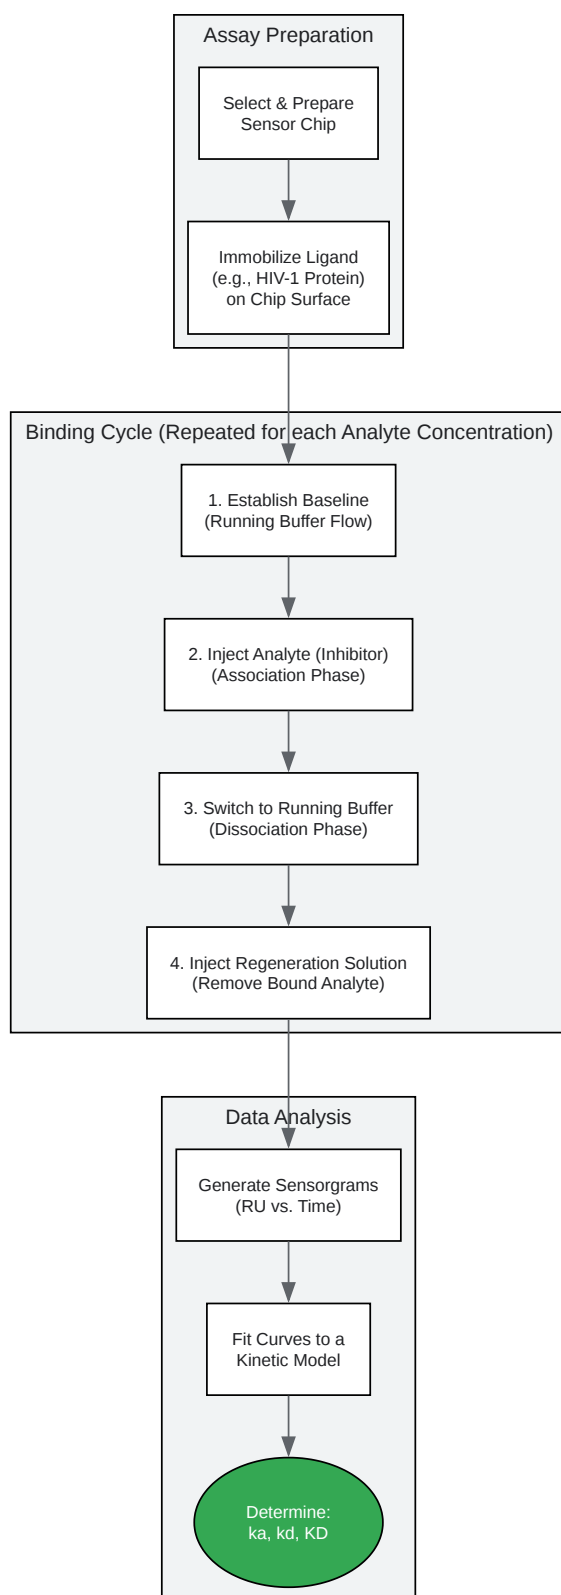 Assay Preparation
Select & Prepare
Sensor Chip
Immobilize Ligand
(e.g., HIV-1 Protein)
on Chip Surface
Binding Cycle (Repeated for each Analyte Concentration)
1. Establish Baseline
(Running Buffer Flow)
2. Inject Analyte (Inhibitor)
(Association Phase)
3. Switch to Running Buffer
(Dissociation Phase)
4. Inject Regeneration Solution
(Remove Bound Analyte)
Data Analysis
Generate Sensorgrams
(RU vs. Time)
Fit Curves to a
Kinetic Model
Determine:
ka, kd, KD